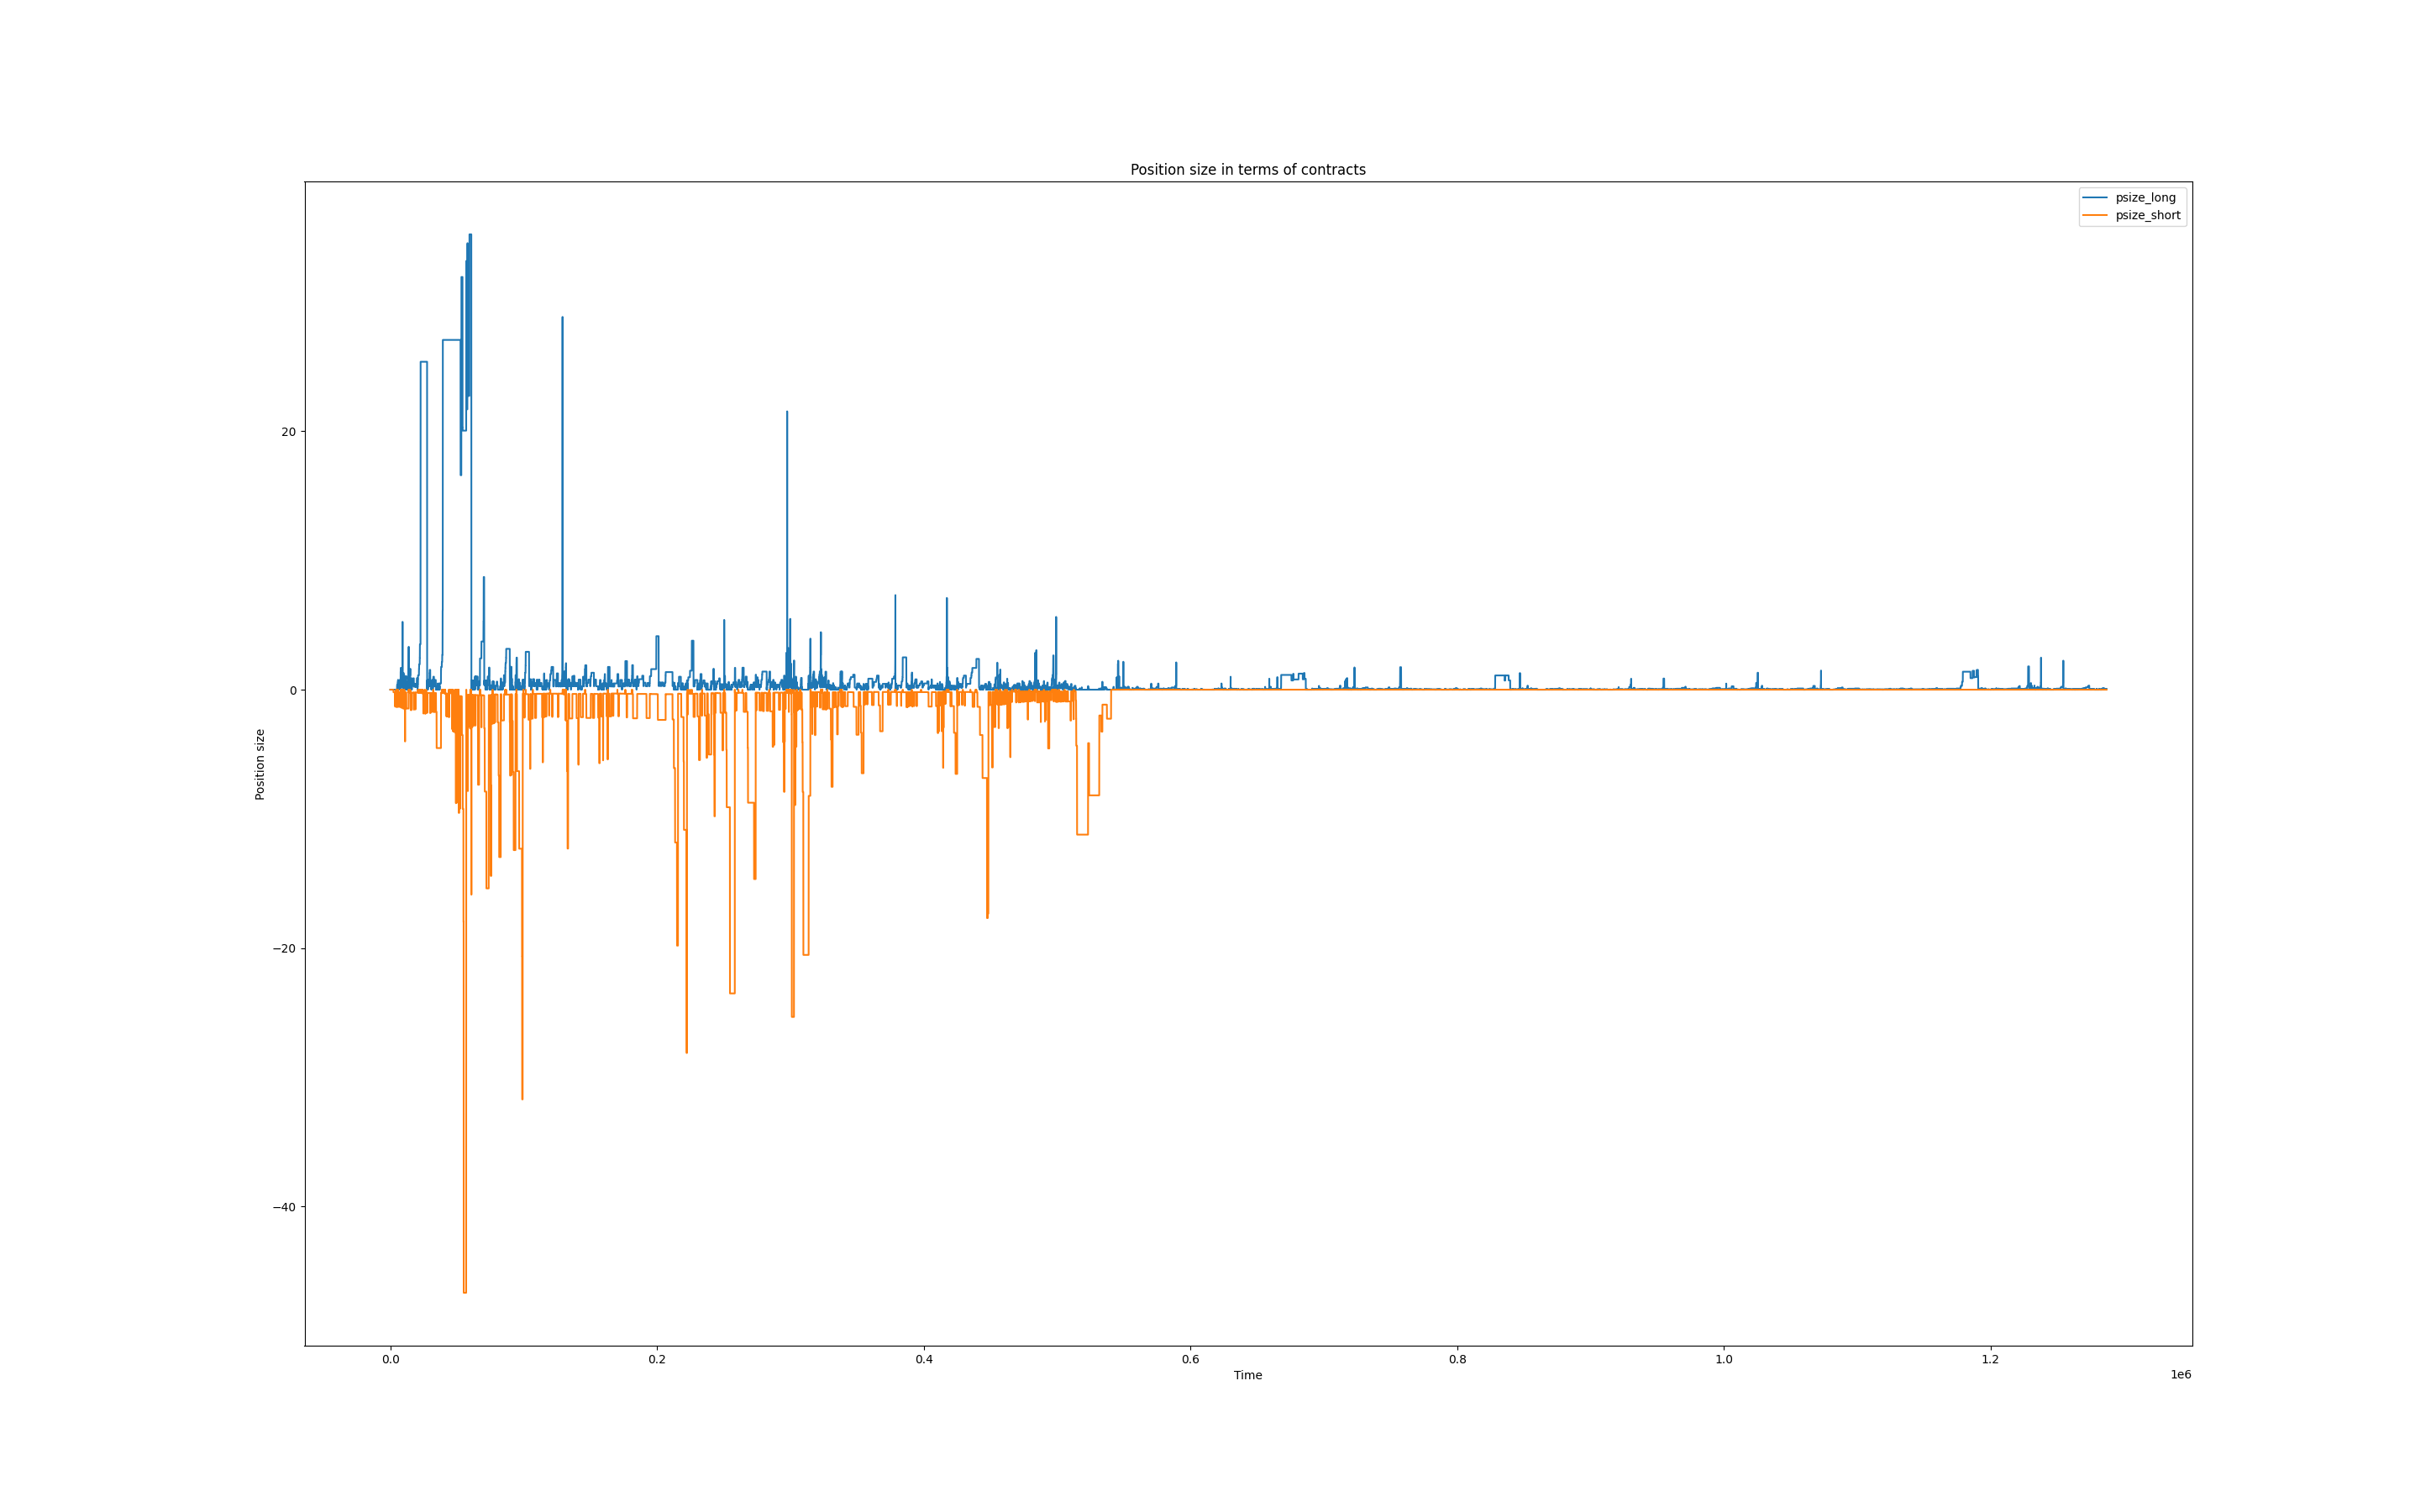 Position size in terms of contracts
psize_long
psize_short
Position size
20
0
−20
−40
0.0 0.2 0.4 0.6 0.8 1.0 1.2
1e6
Time